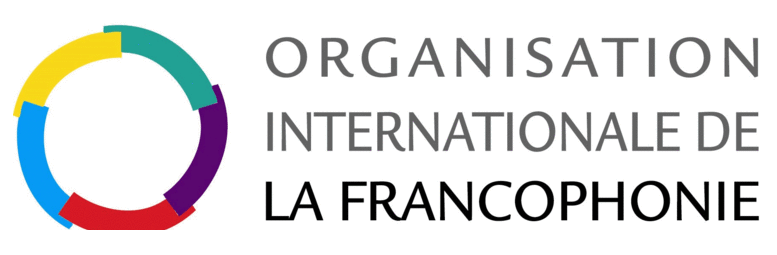 ORGANISATION
INTERNATIONALE DE
LA FRANCOPHONIE